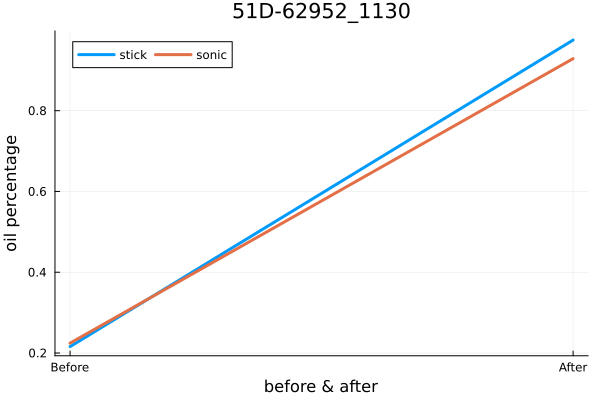 51D-62952_1130
stick sonic
oil percentage
0.8
0.6
0.4
0.2
Before After
before & after